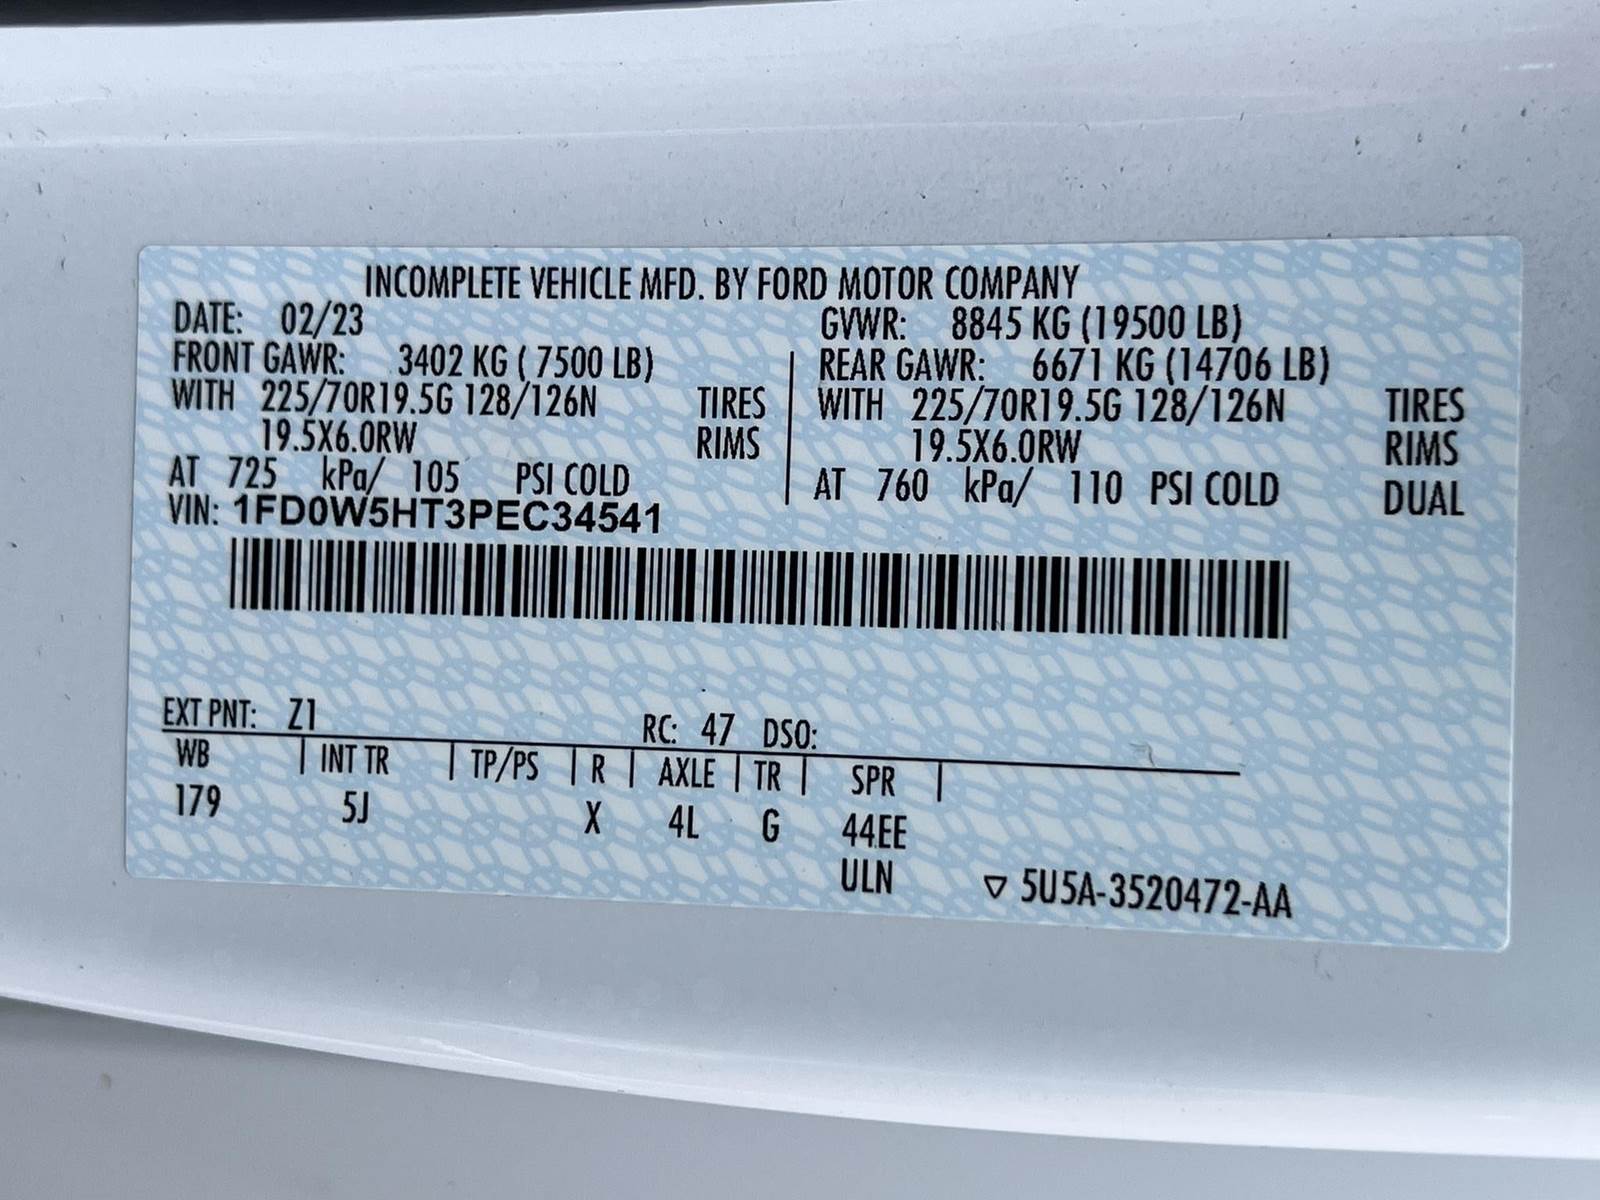 INCOMPLETE VEHICLE MFD. BY FORD MOTOR COMPANY
DATE: 02/23 GVWR: 8845 KG (19500 LB)
FRONT GAWR: 3402 KG ( 7500 LB) REAR GAWR: 6671 KG (14706 LB)
WITH 225/70R19.5G 128/126N TIRES WITH 225/70R19.5G 128/126N TIRES
19.5X6.0RW RIMS 19.5X6.0RW RIMS
AT 725 kPa/ 105 PSI COLD AT 760 kPa/ 110 PSI COLD DUAL
VIN: 1FD0W5HT3PEC34541
EXT PNT: Z1 RC: 47 DSO:
WB | INT TR | TP/PS | R | AXLE | TR | SPR |
179 5J X 4L G 44EE
ULN ▽ 5U5A-3520472-AA